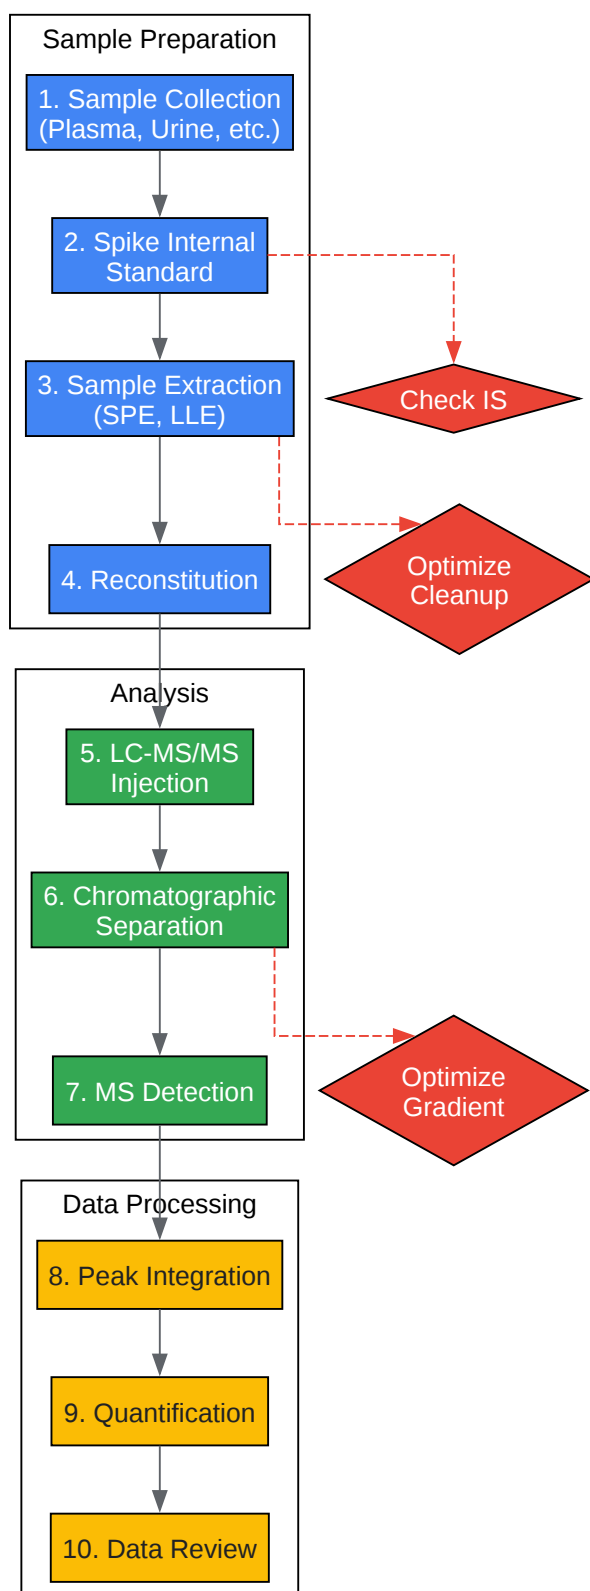 Sample Preparation
1. Sample Collection
(Plasma, Urine, etc.)
2. Spike Internal
Standard
3. Sample Extraction
(SPE, LLE)
Check IS
4. Reconstitution
Optimize
Cleanup
Analysis
5. LC-MS/MS
Injection
6. Chromatographic
Separation
7. MS Detection
Optimize
Gradient
Data Processing
8. Peak Integration
9. Quantification
10. Data Review